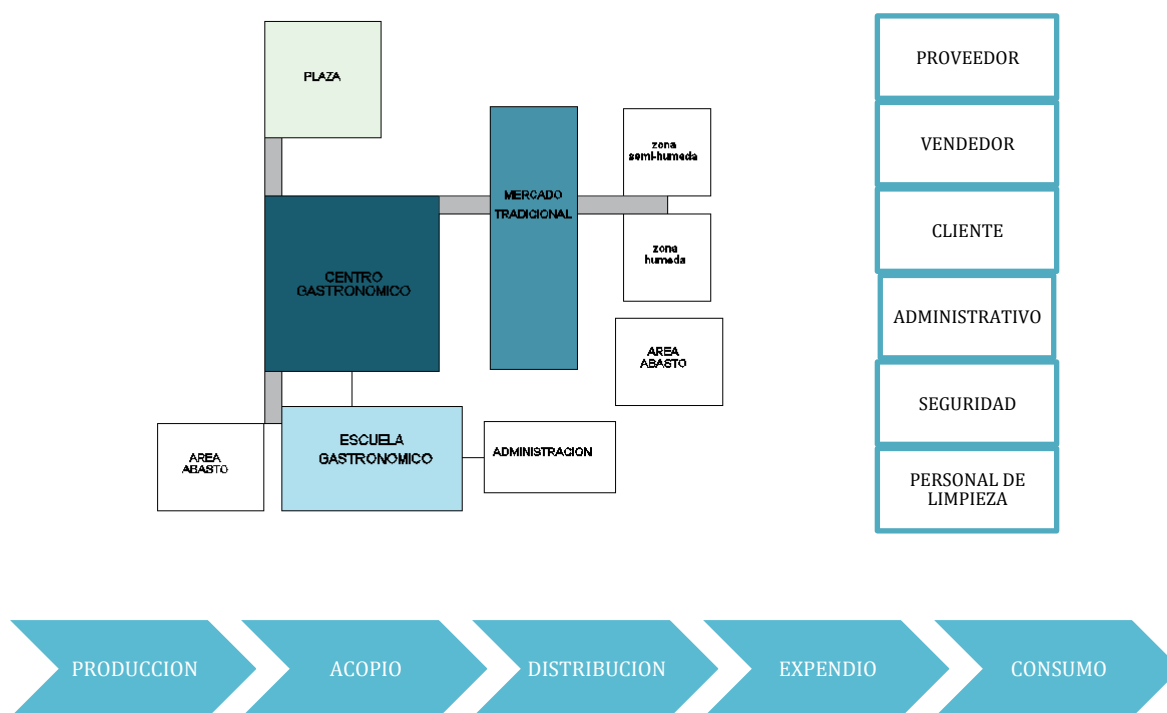 PLAZA
zona
semi-humeda
MERCADO
TRADICIONAL
zona
humeda
CENTRO
GASTRONOMICO
AREA
ABASTO
ESCUELA
GASTRONOMICO
ADMINISTRACION
AREA
ABASTO
PROVEEDOR
VENDEDOR
CLIENTE
ADMINISTRATIVO
SEGURIDAD
PERSONAL DE
LIMPIEZA
PRODUCCION
ACOPIO
DISTRIBUCION
EXPENDIO
CONSUMO